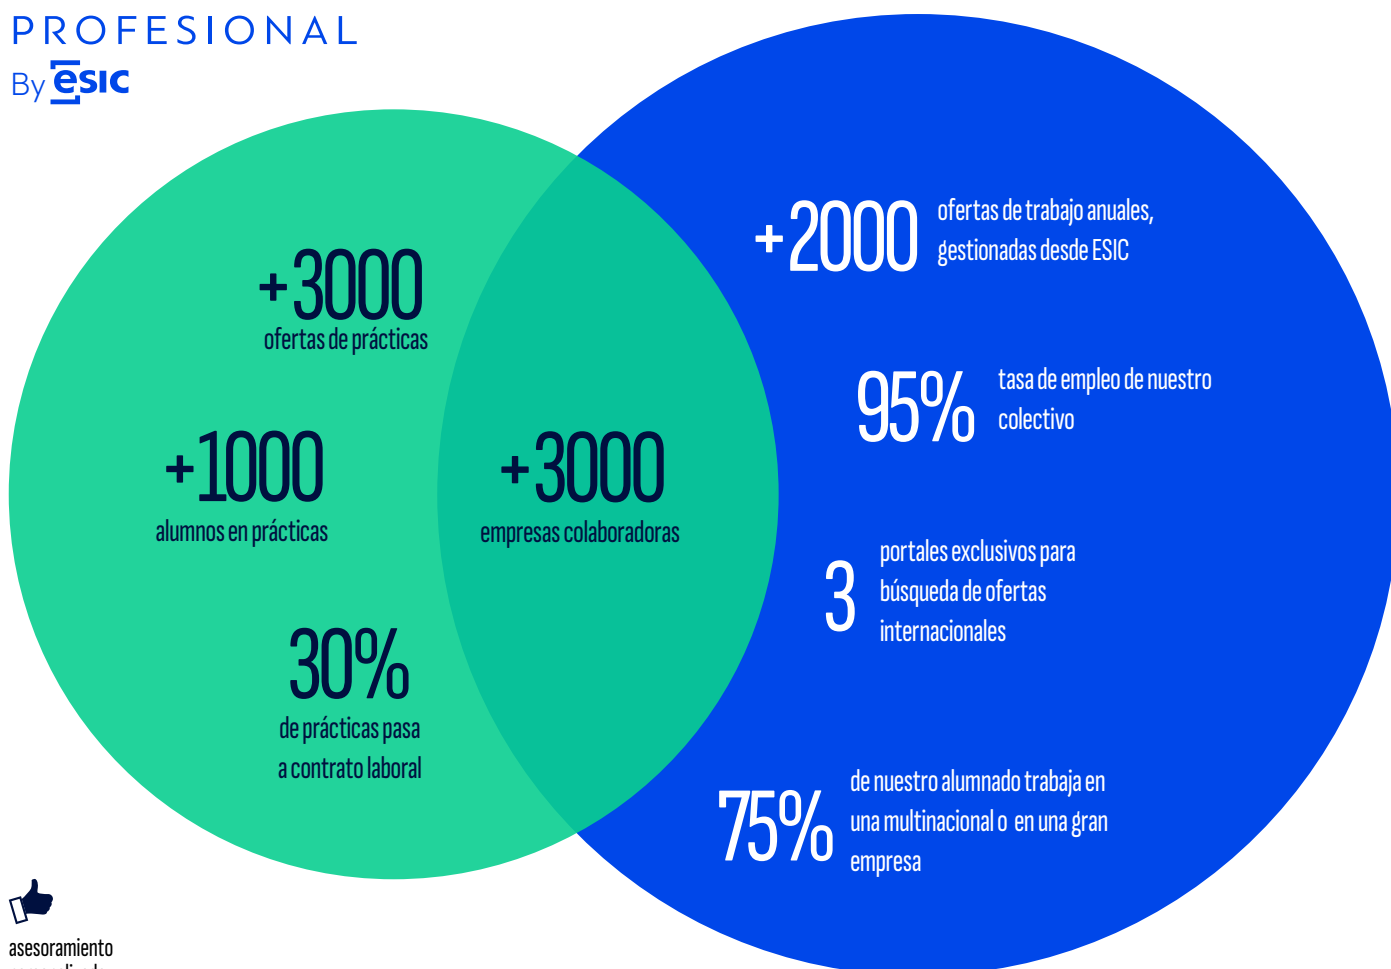 PROFESIONAL
By esic
+3000
ofertas de prácticas
+1000
alumnos en prácticas
30%
de prácticas pasa
a contrato laboral
+3000
empresas colaboradoras
+2000
ofertas de trabajo anuales,
gestionadas desde ESIC
95%
tasa de empleo de nuestro
colectivo
3
portales exclusivos para
búsqueda de ofertas
internacionales
75%
de nuestro alumnado trabaja en
una multinacional o en una gran
empresa
asesoramiento